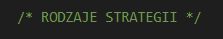 /* RODZAJE STRATEGII */